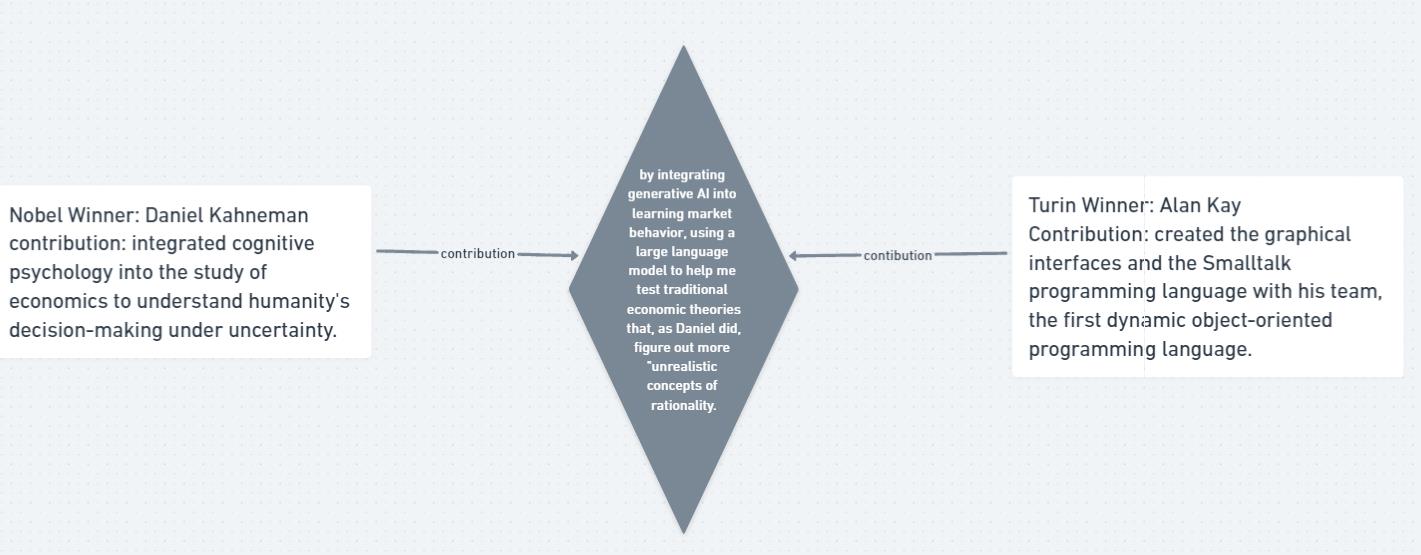 Nobel Winner: Daniel Kahneman
contribution: integrated cognitive
psychology into the study of
economics to understand humanity's
decision-making under uncertainty.
contribution
by integrating
generative AI into
learning market
behavior, using a
large language
model to help me
test traditional
economic theories
that, as Daniel did,
figure out more
"unrealistic
concepts of
rationality.
contibution
Turin Winner: Alan Kay
Contribution: created the graphical
interfaces and the Smalltalk
programming language with his team,
the first dynamic object-oriented
programming language.